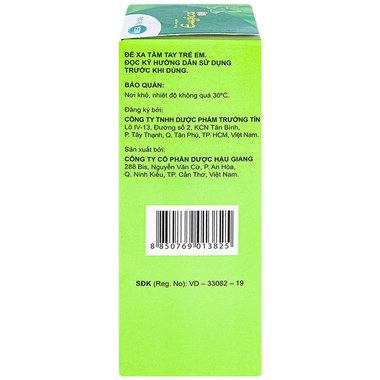 Eugica
ĐỂ XA TẦM TAY TRẺ EM.
ĐỌC KỸ HƯỚNG DẪN SỬ DỤNG
TRƯỚC KHI DÙNG.
BẢO QUẢN:
Nơi khô, nhiệt độ không quá 30ºC.
Đăng ký bởi:
CÔNG TY TNHH DƯỢC PHẨM TRƯỜNG TÍN
Lô IV-13, Đường số 2, KCN Tân Bình,
P. Tây Thạnh, Q. Tân Phú, TP. HCM, Việt Nam.
Sản xuất bởi:
CÔNG TY CỔ PHẦN DƯỢC HẬU GIANG
288 Bis, Nguyễn Văn Cừ, P. An Hòa,
Q. Ninh Kiều, TP. Cần Thơ, Việt Nam.
8 850769 013825
SĐK (Reg. No): VD – 33082 – 19